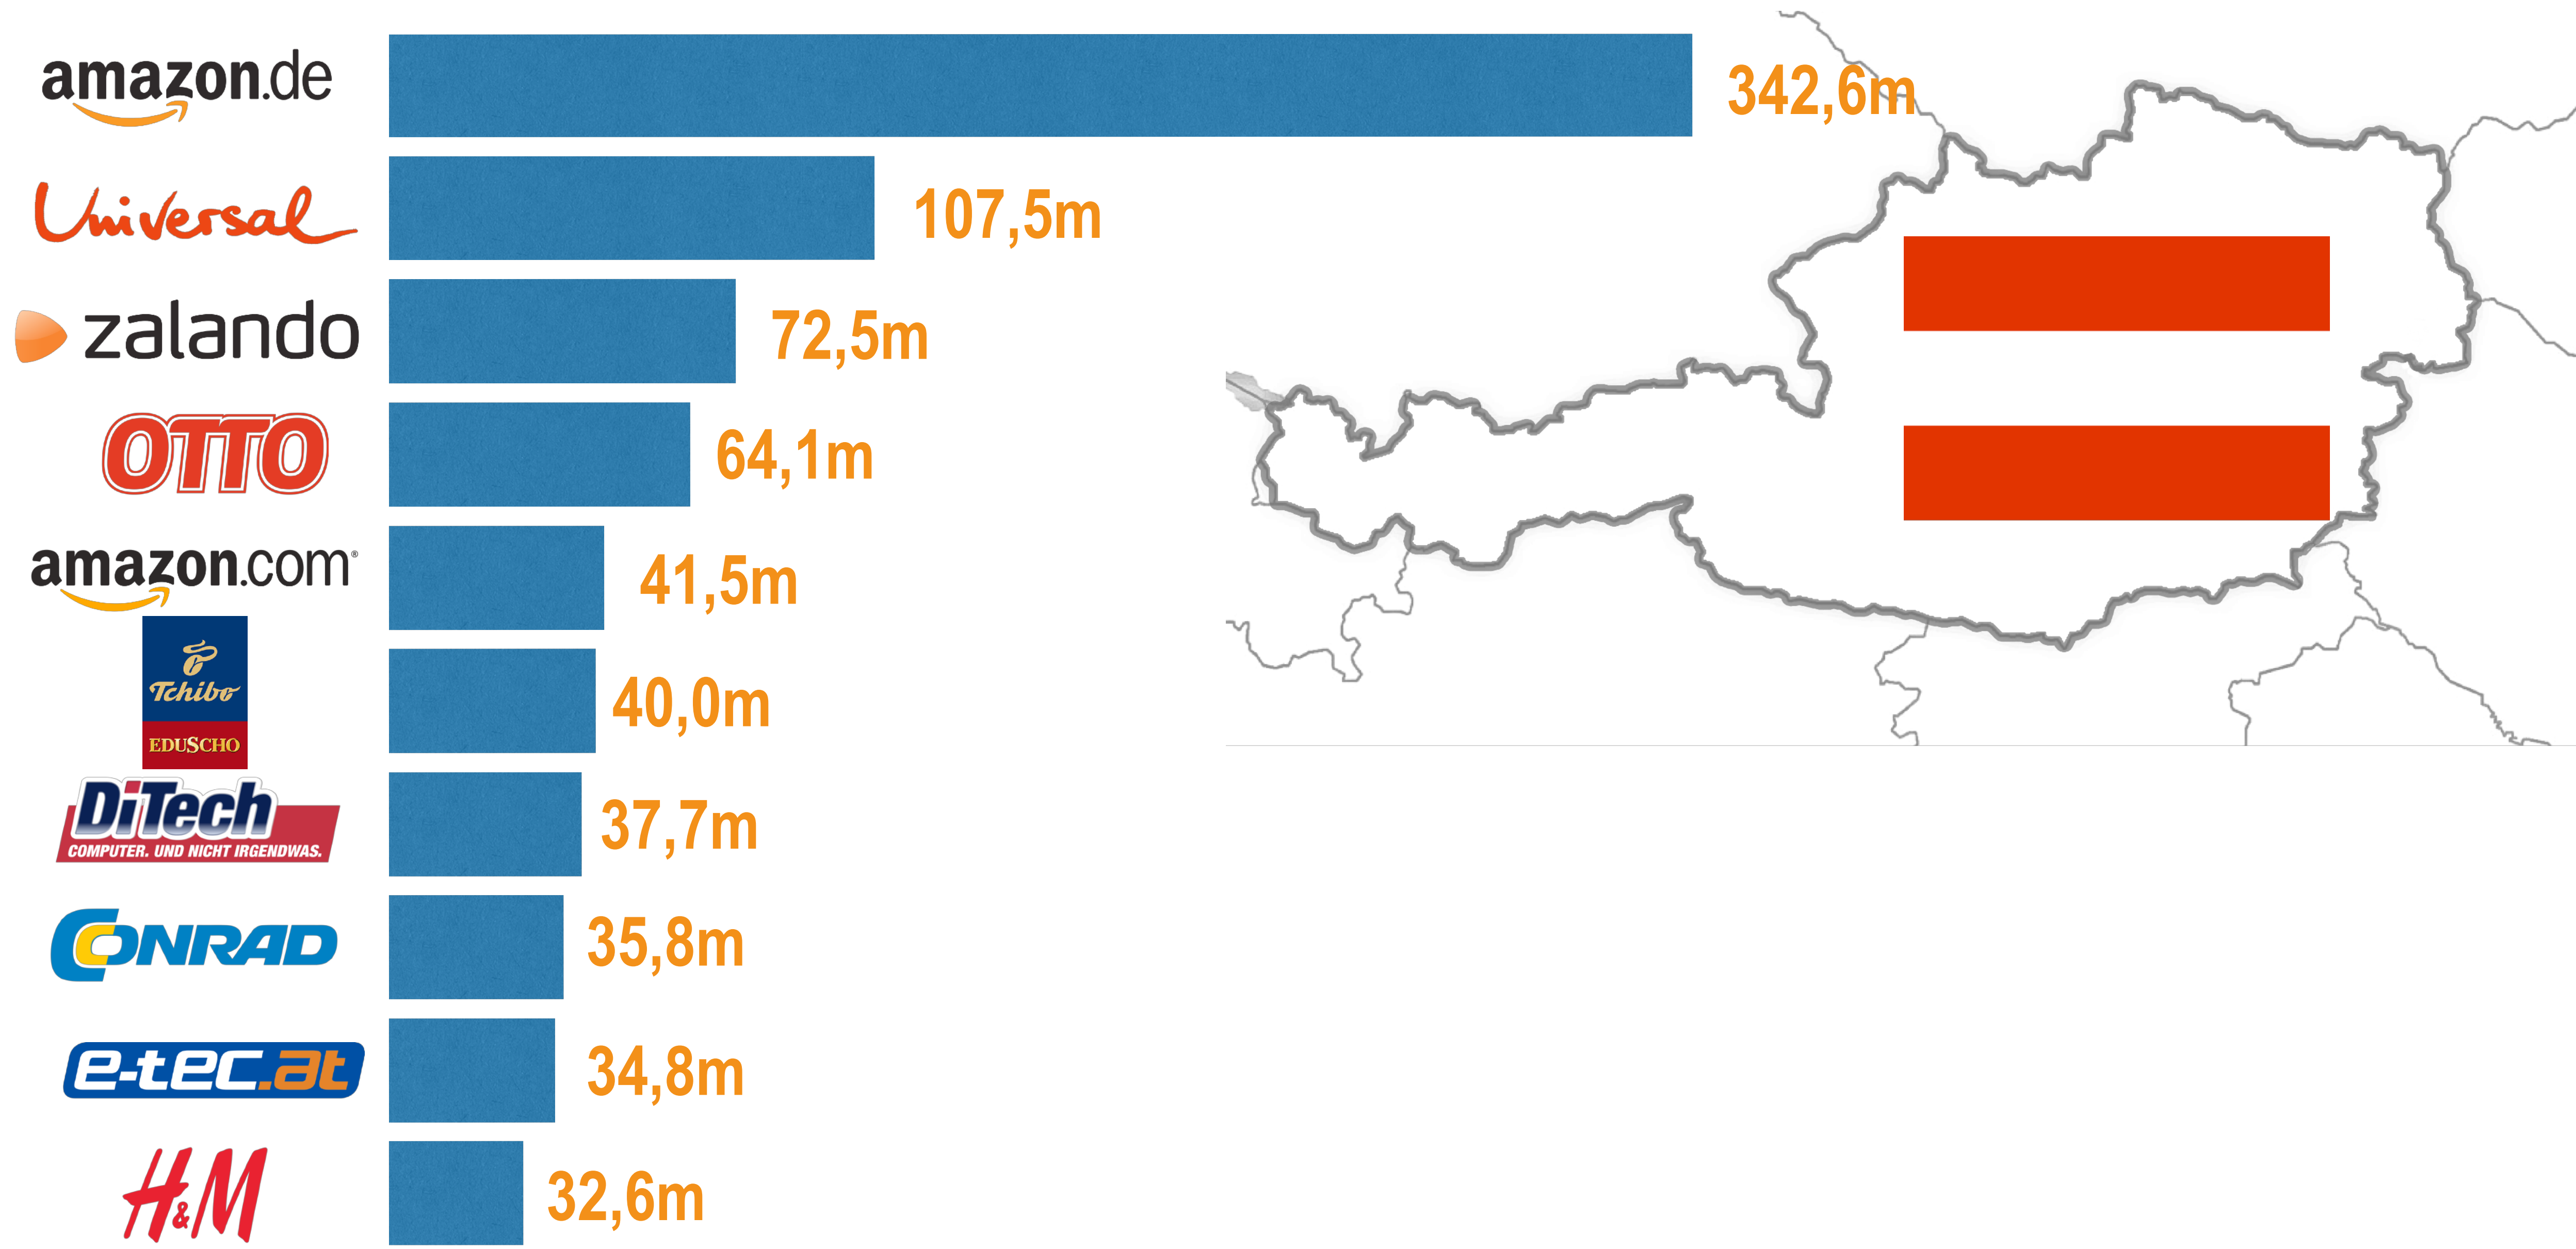 amazon.de
342,6m
Universal
107,5m
zalando
72,5m
OTTO
64,1m
amazon.com®
41,5m
Tchibo
EDUSCHO
40,0m
DiTech
COMPUTER. UND NICHT IRGENDWAS.
37,7m
CONRAD
35,8m
e-tec.at
34,8m
H&M
32,6m